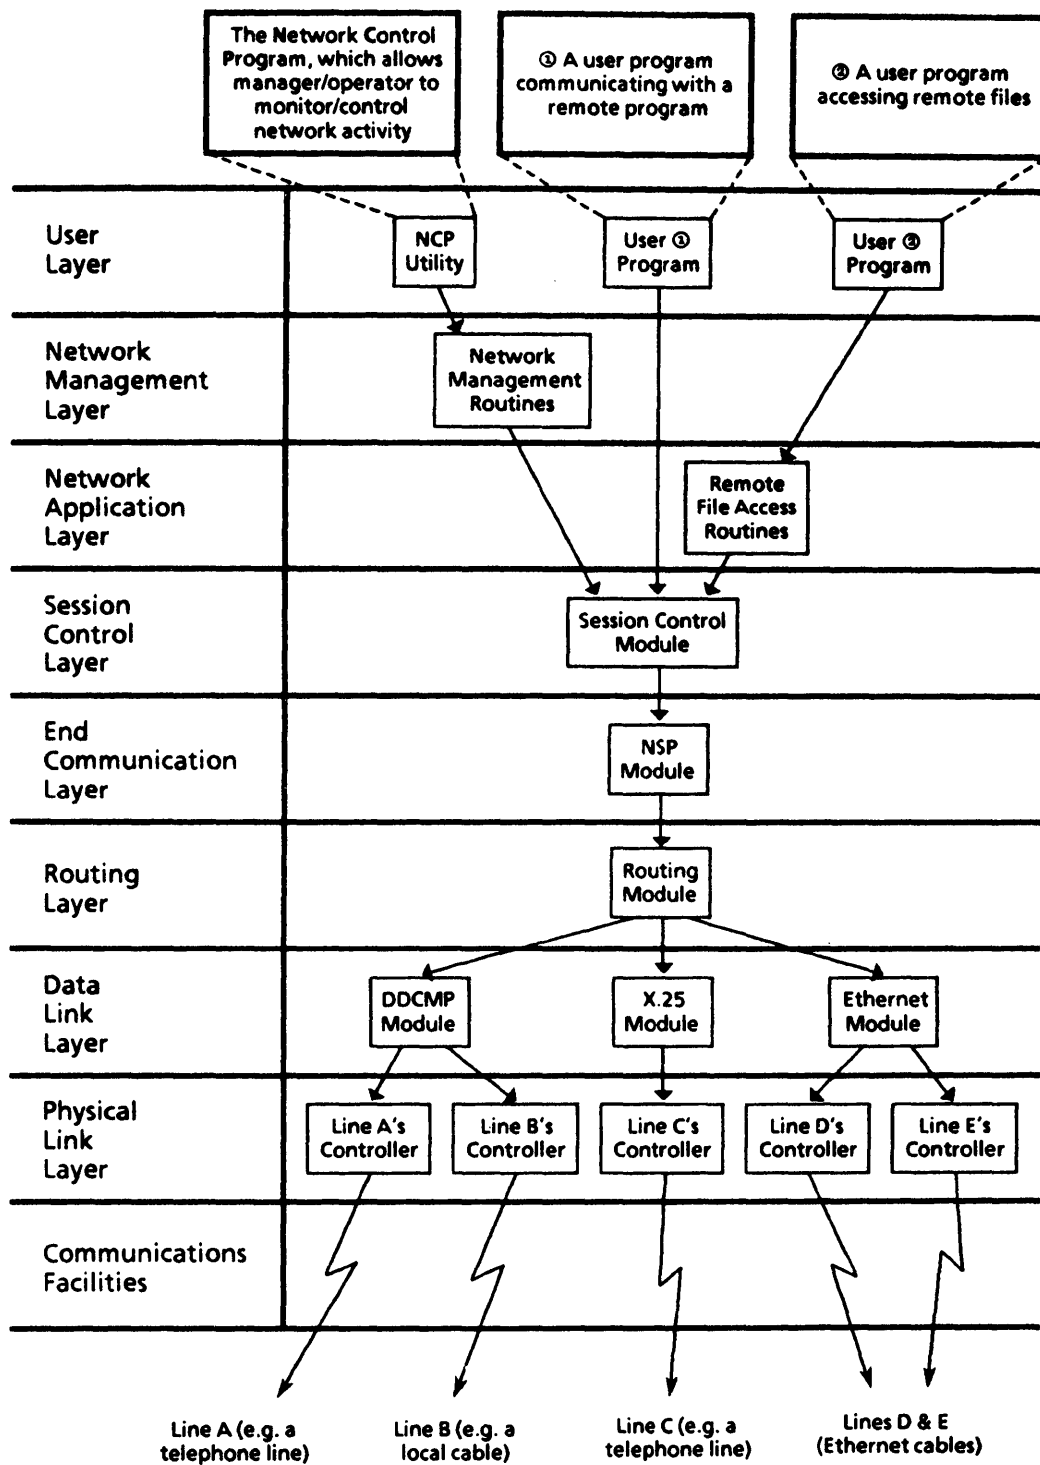 The Network Control
Program, which allows
manager/operator to
monitor/control
network activity
① A user program
communicating with a
remote program
② A user program
accessing remote files
User
Layer
NCP
Utility
User ①
Program
User ②
Program
Network
Management
Layer
Network
Management
Routines
Network
Application
Layer
Remote
File Access
Routines
Session
Control
Layer
Session Control
Module
End
Communication
Layer
NSP
Module
Routing
Layer
Routing
Module
Data
Link
Layer
DDCMP
Module
X.25
Module
Ethernet
Module
Physical
Link
Layer
Line A's
Controller
Line B's
Controller
Line C's
Controller
Line D's
Controller
Line E's
Controller
Communications
Facilities
Line A (e.g. a
telephone line)
Line B (e.g. a
local cable)
Line C (e.g. a
telephone line)
Lines D & E
(Ethernet cables)